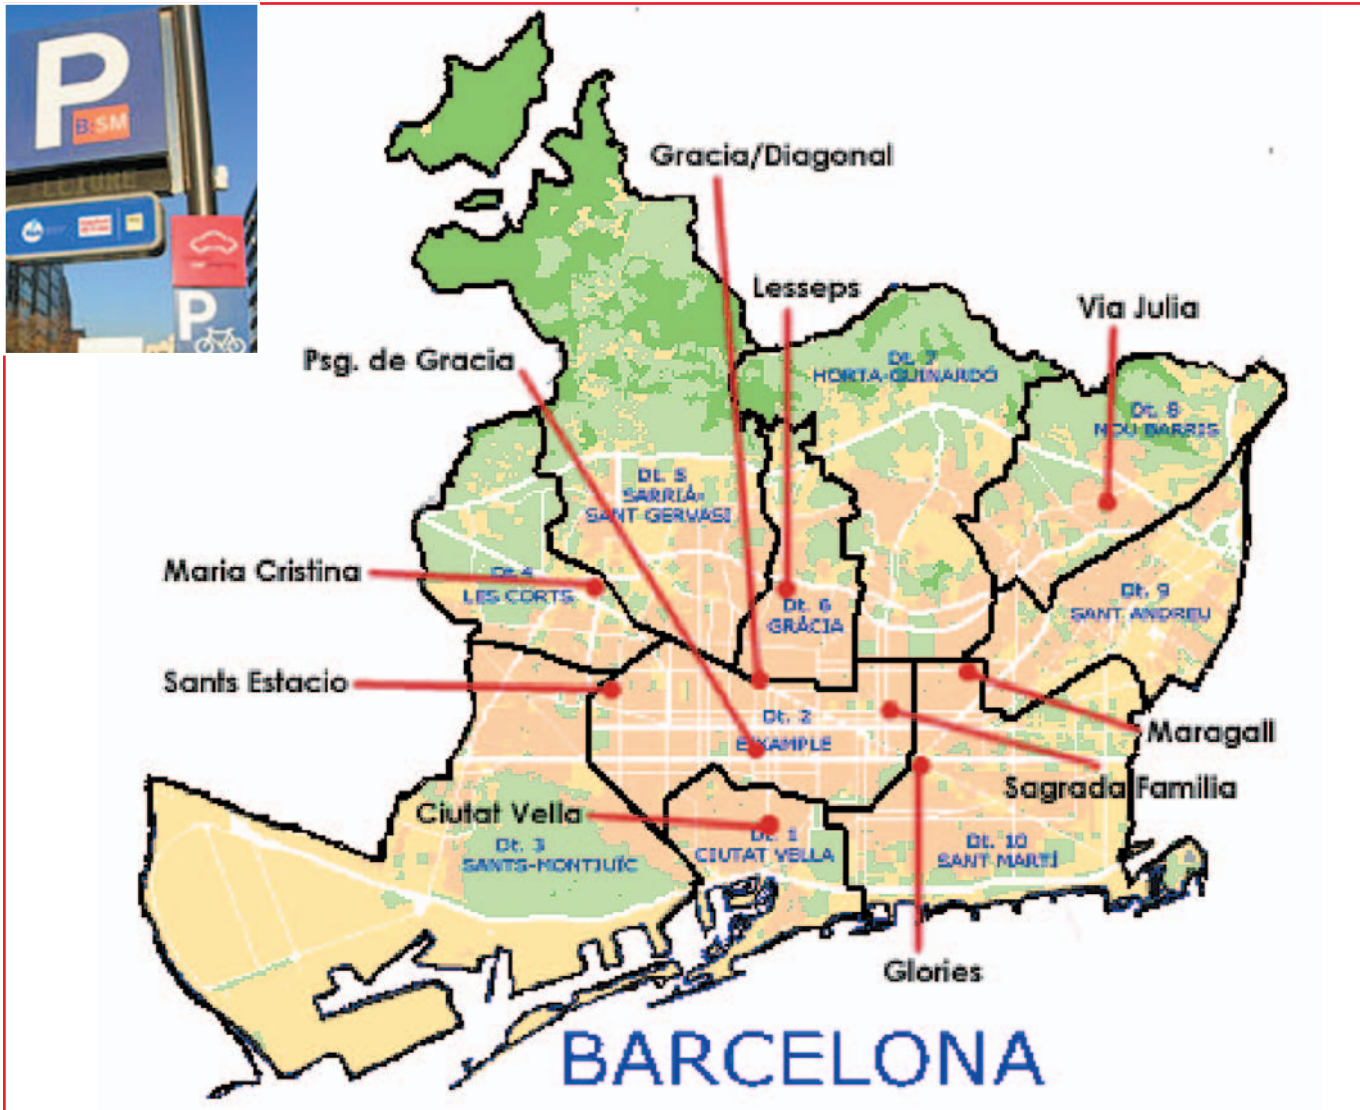 P
B:SM
P
Gracia/Diagonal
Lesseps
Via Julia
Psg. de Gracia
Dt. 7
HORTA-GUINARDÓ
Dt. 8
NOU BARRIS
Dt. 5
SARRIÀ-
SANT GERVASI
Maria Cristina
Dt. 4
LES CORTS
Dt. 6
GRÀCIA
Dt. 9
SANT ANDREU
Sants Estacio
Dt. 2
EIXAMPLE
Maragall
Sagrada Familia
Ciutat Vella
Dt. 1
CIUTAT VELLA
Dt. 3
SANTS-MONTJUÏC
Dt. 10
SANT MARTÍ
Glories
BARCELONA